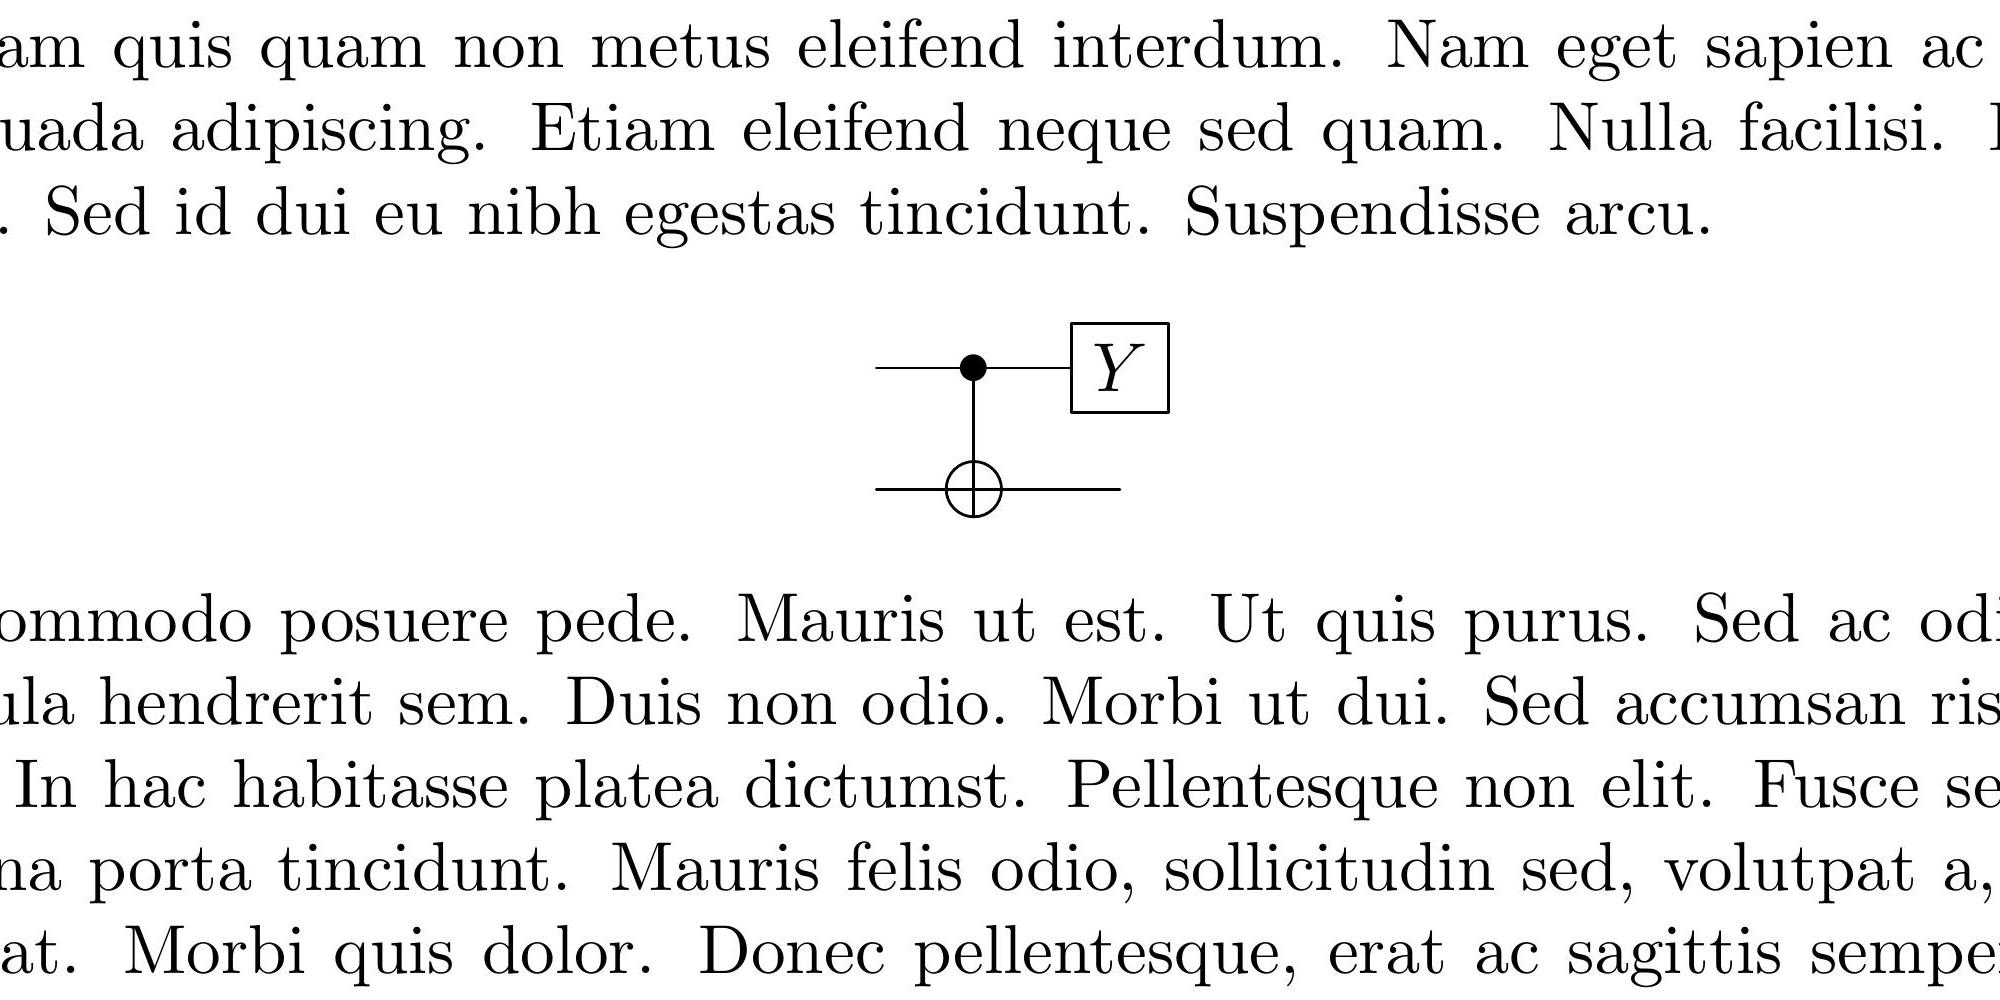 am quis quam non metus eleifend interdum. Nam eget sapien ac
uada adipiscing. Etiam eleifend neque sed quam. Nulla facilisi.
. Sed id dui eu nibh egestas tincidunt. Suspendisse arcu.
Y
ommodo posuere pede. Mauris ut est. Ut quis purus. Sed ac odi
ula hendrerit sem. Duis non odio. Morbi ut dui. Sed accumsan ris
In hac habitasse platea dictumst. Pellentesque non elit. Fusce se
na porta tincidunt. Mauris felis odio, sollicitudin sed, volutpat a,
at. Morbi quis dolor. Donec pellentesque, erat ac sagittis sempe